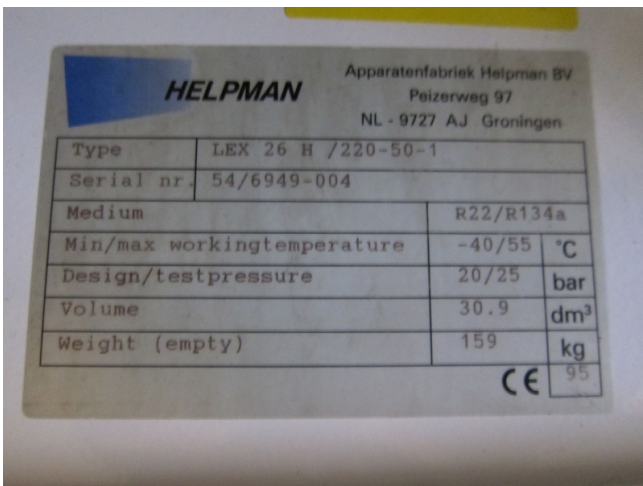 HELPMAN
Apparatenfabriek Helpman BV
Peizerweg 97
NL - 9727 AJ Groningen
Type LEX 26 H /220-50-1
Serial nr. 54/6949-004
Medium R22/R134a
Min/max workingtemperature -40/55 °C
Design/testpressure 20/25 bar
Volume 30.9 dm³
Weight (empty) 159 kg
CE 95